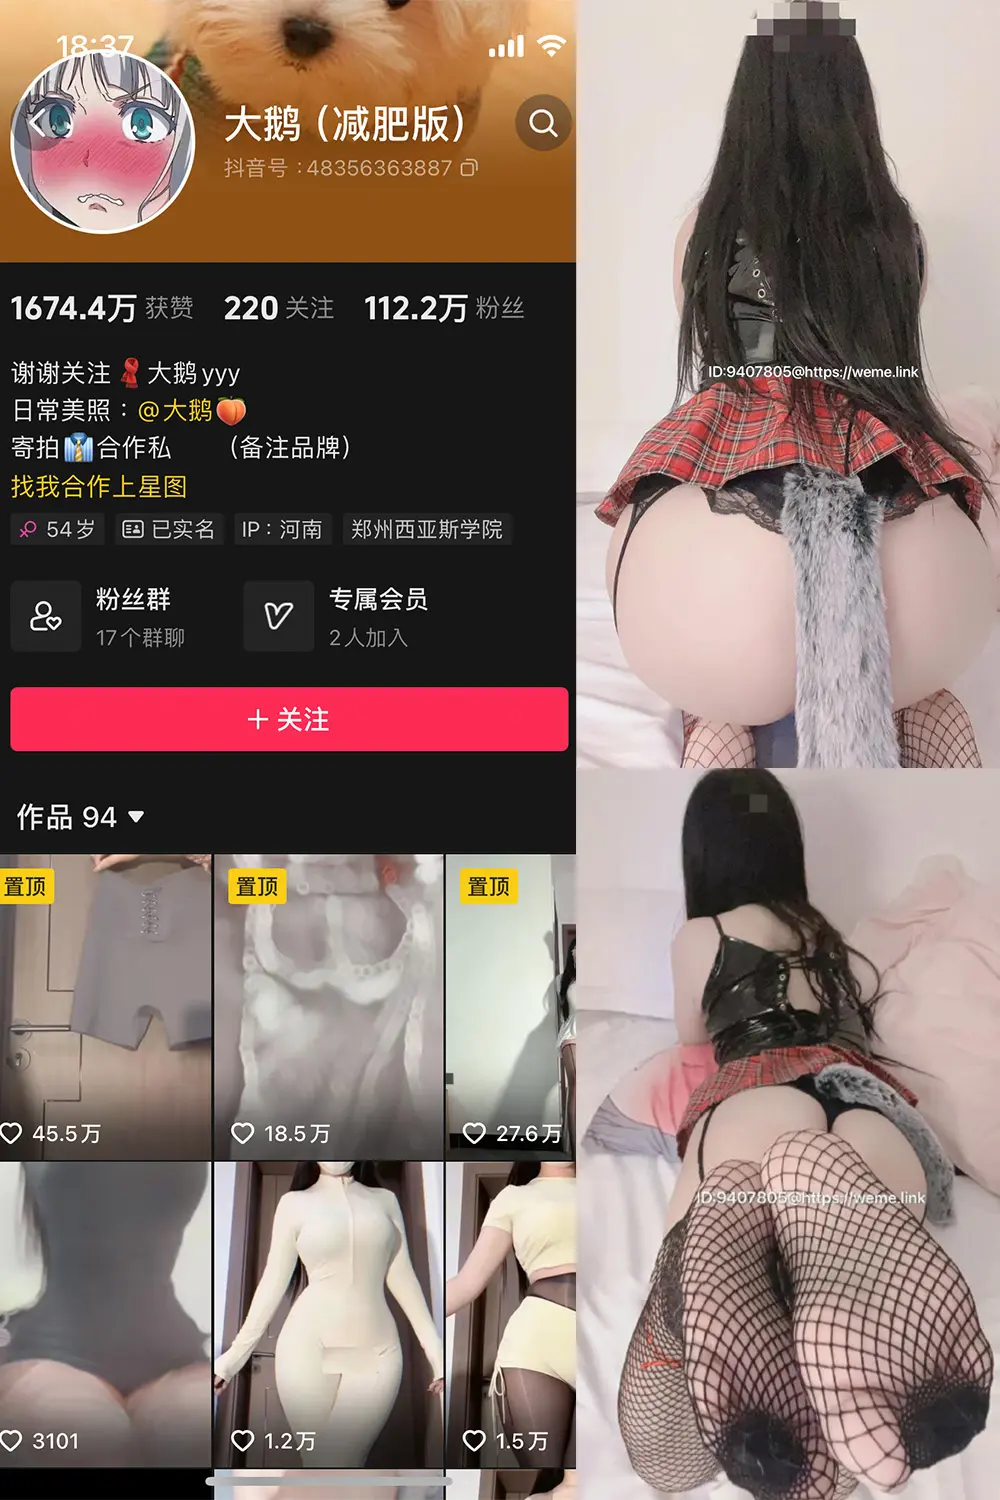 18:37
大鹅（减肥版）
抖音号：48356363887
1674.4万 获赞 220 关注 112.2万 粉丝
谢谢关注🧣大鹅yyy
日常美照：@大鹅🍑
寄拍👔合作私 （备注品牌）
找我合作上星图
54岁 已实名 IP：河南 郑州西亚斯学院
粉丝群 专属会员
17个群聊 2人加入
+ 关注
作品 94
置顶 置顶 置顶
45.5万 18.5万 27.6万
3101 1.2万 1.5万
ID:9407805@https://weme.link
ID:9407805@https://weme.link